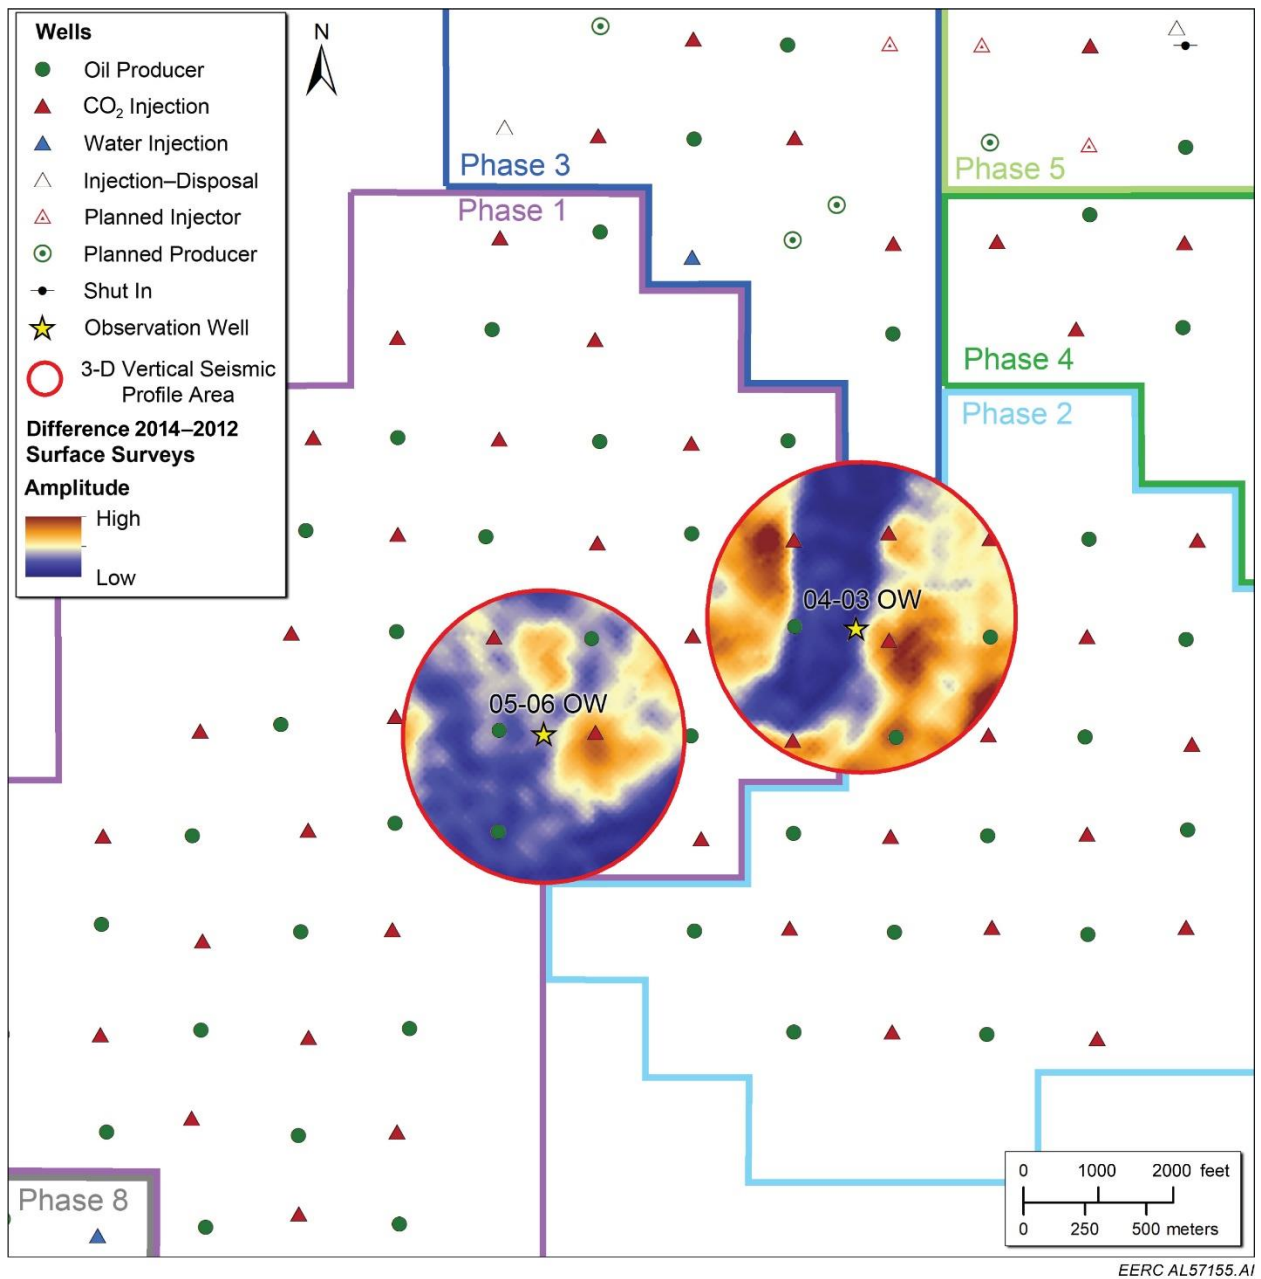 Wells
Oil Producer
CO₂ Injection
Water Injection
Injection–Disposal
Planned Injector
Planned Producer
Shut In
Observation Well
3-D Vertical Seismic
Profile Area
Difference 2014–2012
Surface Surveys
Amplitude
High
Low
N
Phase 3
Phase 1
Phase 5
Phase 4
Phase 2
04-03 OW
05-06 OW
Phase 8
0 1000 2000 feet
0 250 500 meters
EERC AL57155.AI